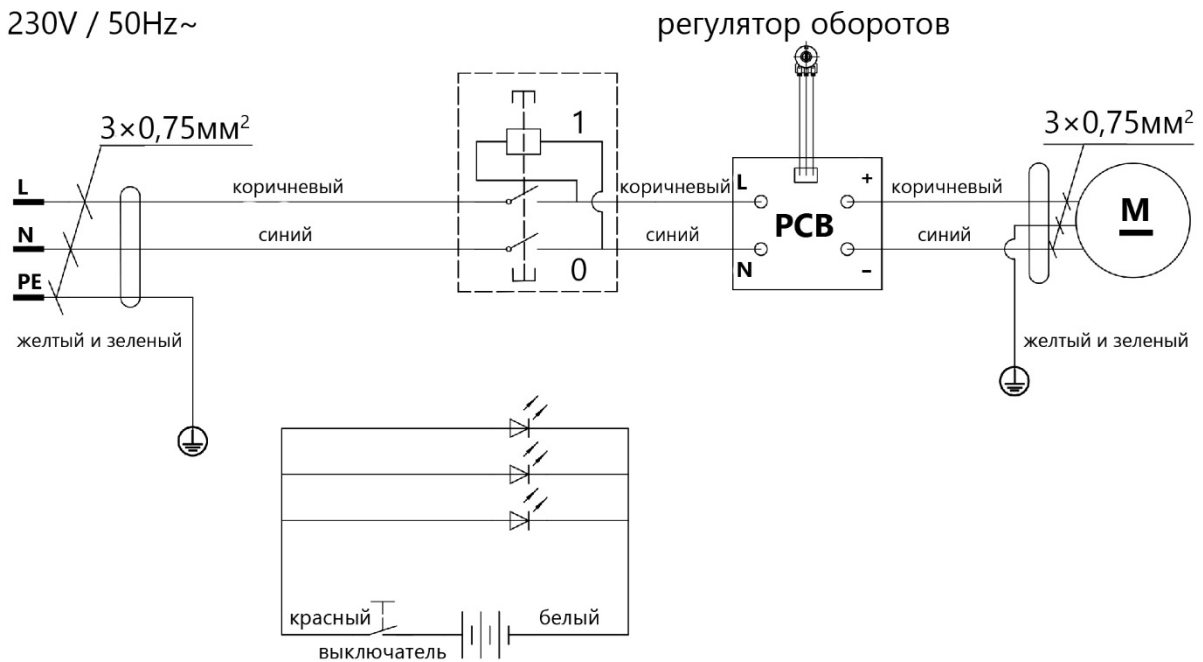 230V / 50Hz~
регулятор оборотов
3×0,75мм²
1
3×0,75мм²
L
коричневый
коричневый
L
+
коричневый
M
N
синий
синий
PCB
синий
0
N
–
PE
желтый и зеленый
желтый и зеленый
красный
белый
выключатель